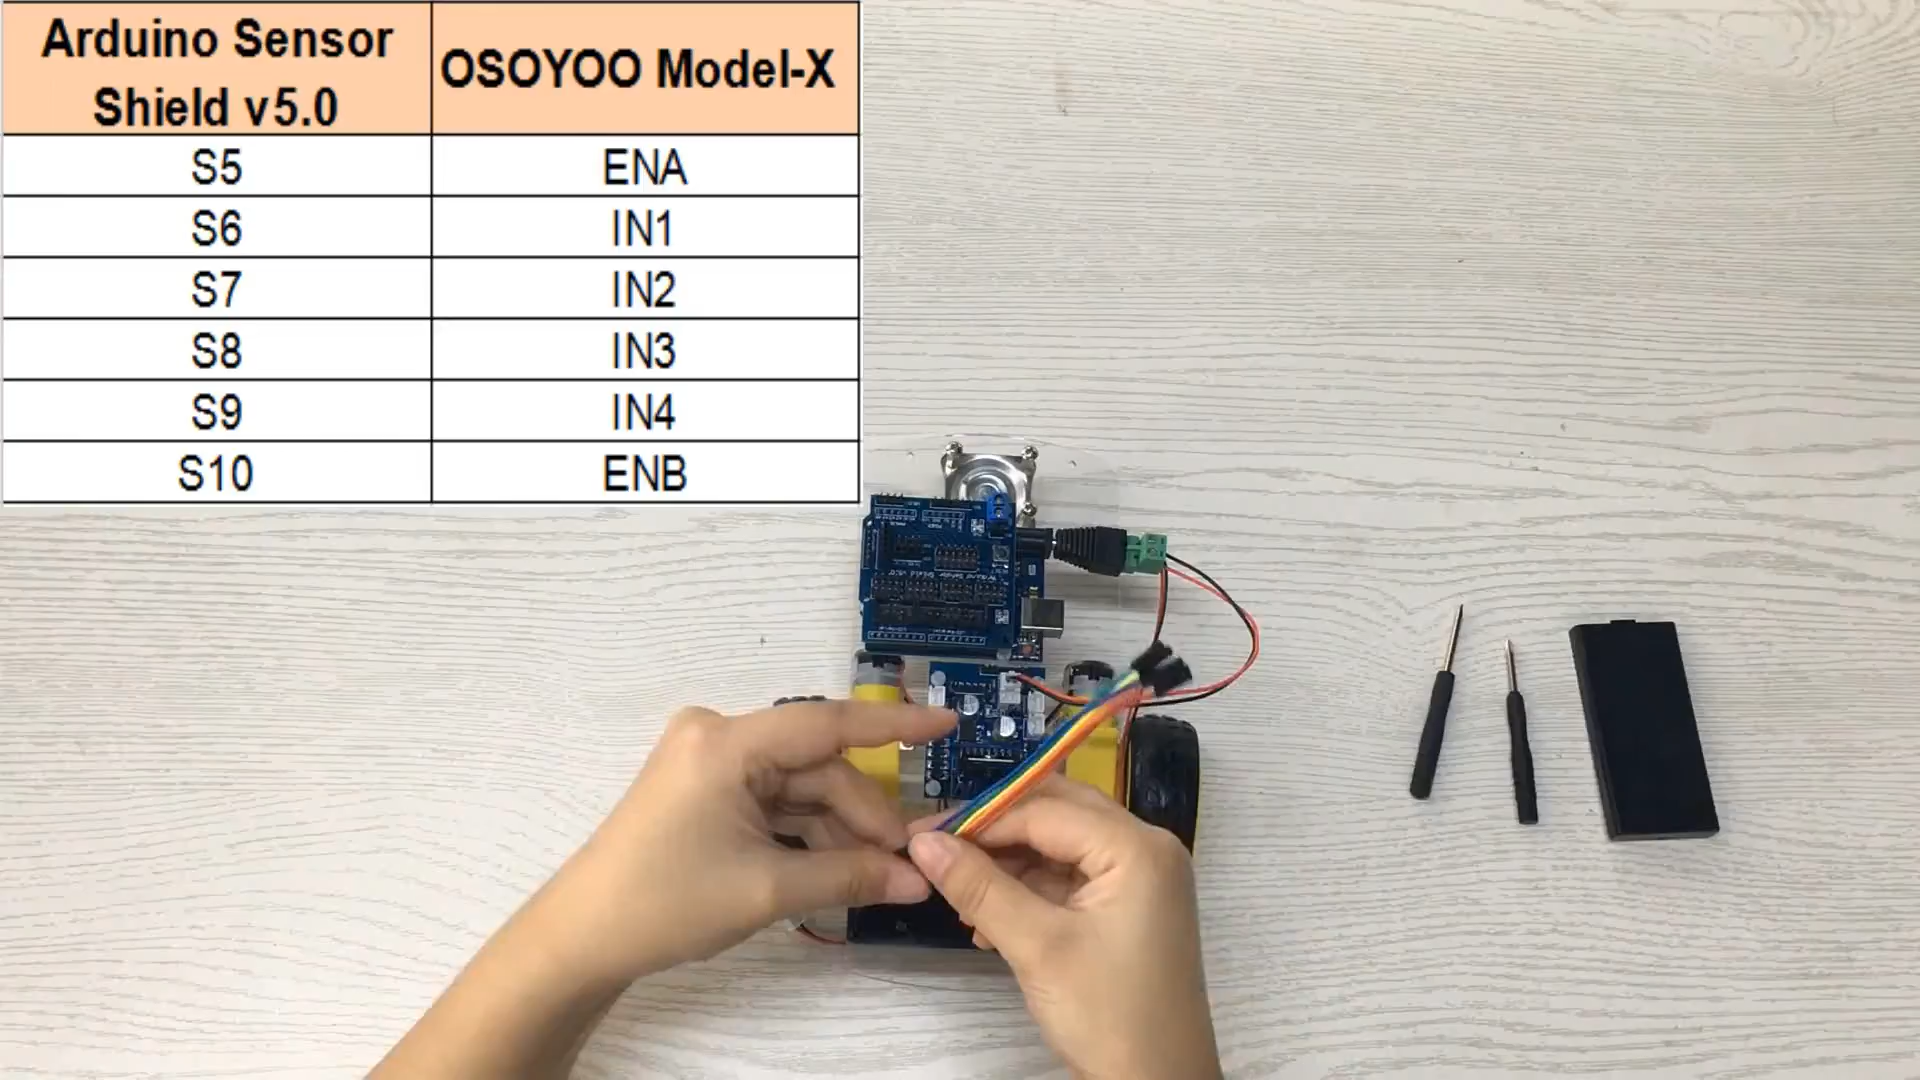 Arduino Sensor
Shield v5.0
OSOYOO Model-X
S5 ENA
S6 IN1
S7 IN2
S8 IN3
S9 IN4
S10 ENB